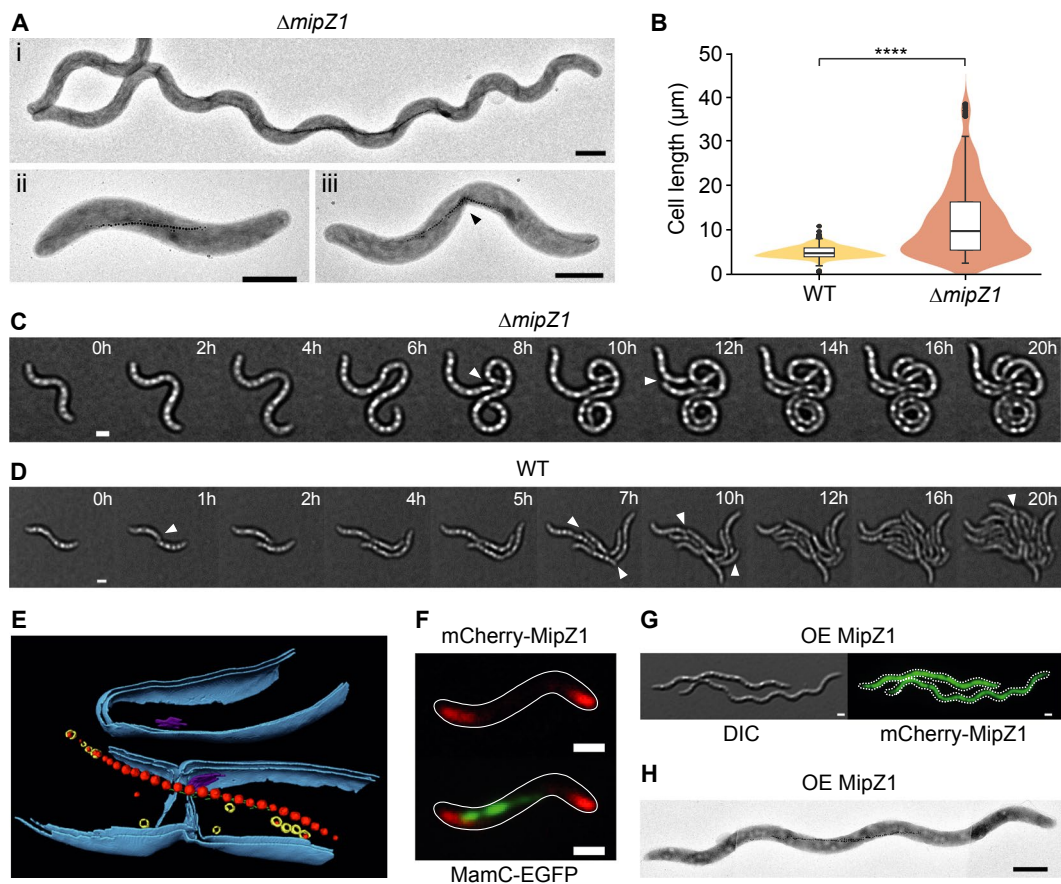 A
ΔmipZ1
i
ii
iii
B
Cell length (µm)
50
40
30
20
10
0
****
WT
ΔmipZ1
C
ΔmipZ1
0h 2h 4h 6h 8h 10h 12h 14h 16h 20h
D
WT
0h 1h 2h 4h 5h 7h 10h 12h 16h 20h
E
F
mCherry-MipZ1
MamC-EGFP
G
OE MipZ1
DIC mCherry-MipZ1
H
OE MipZ1